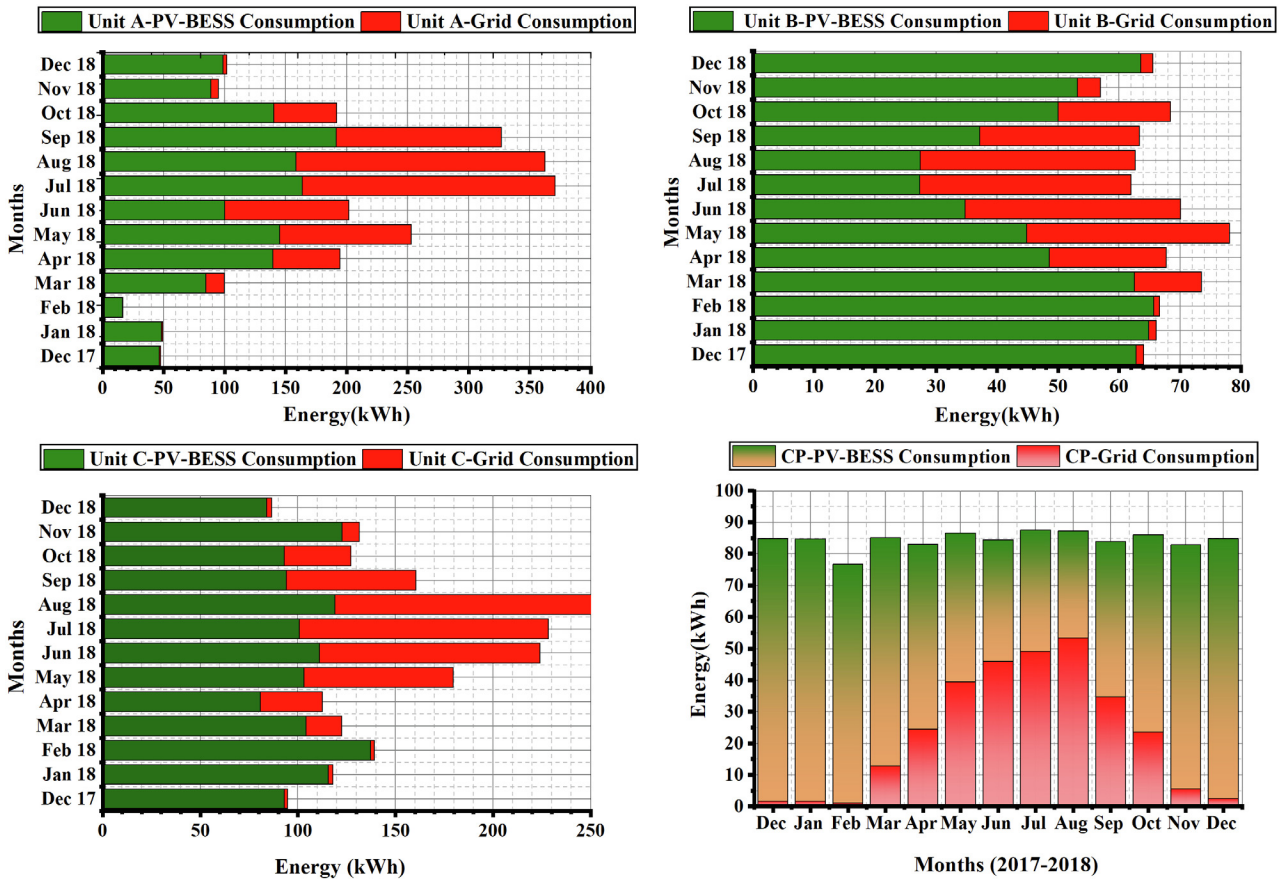 Unit A-PV-BESS Consumption Unit A-Grid Consumption
Months
Dec 18
Nov 18
Oct 18
Sep 18
Aug 18
Jul 18
Jun 18
May 18
Apr 18
Mar 18
Feb 18
Jan 18
Dec 17
0 50 100 150 200 250 300 350 400
Energy(kWh)
Unit B-PV-BESS Consumption Unit B-Grid Consumption
Months
Dec 18
Nov 18
Oct 18
Sep 18
Aug 18
Jul 18
Jun 18
May 18
Apr 18
Mar 18
Feb 18
Jan 18
Dec 17
0 10 20 30 40 50 60 70 80
Energy(kWh)
Unit C-PV-BESS Consumption Unit C-Grid Consumption
Months
Dec 18
Nov 18
Oct 18
Sep 18
Aug 18
Jul 18
Jun 18
May 18
Apr 18
Mar 18
Feb 18
Jan 18
Dec 17
0 50 100 150 200 250
Energy (kWh)
CP-PV-BESS Consumption CP-Grid Consumption
Energy(kWh)
100
90
80
70
60
50
40
30
20
10
0
Dec Jan Feb Mar Apr May Jun Jul Aug Sep Oct Nov Dec
Months (2017-2018)